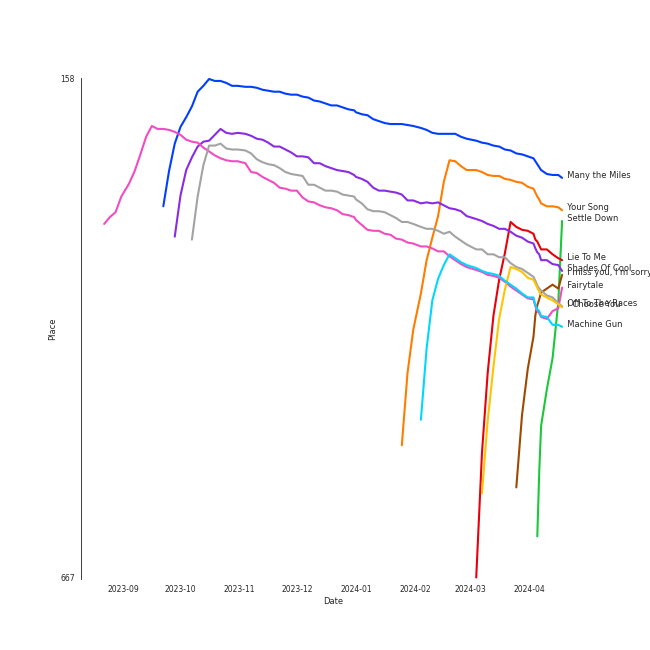 158
Many the Miles
Your Song
Settle Down
Lie To Me
Shades Of Cool
I miss you, I'm sorry
Fairytale
Off To The Races
Machine Gun
667
2023-09
2023-10
2023-11
2023-12
2024-01
2024-02
2024-03
2024-04
Date
Place